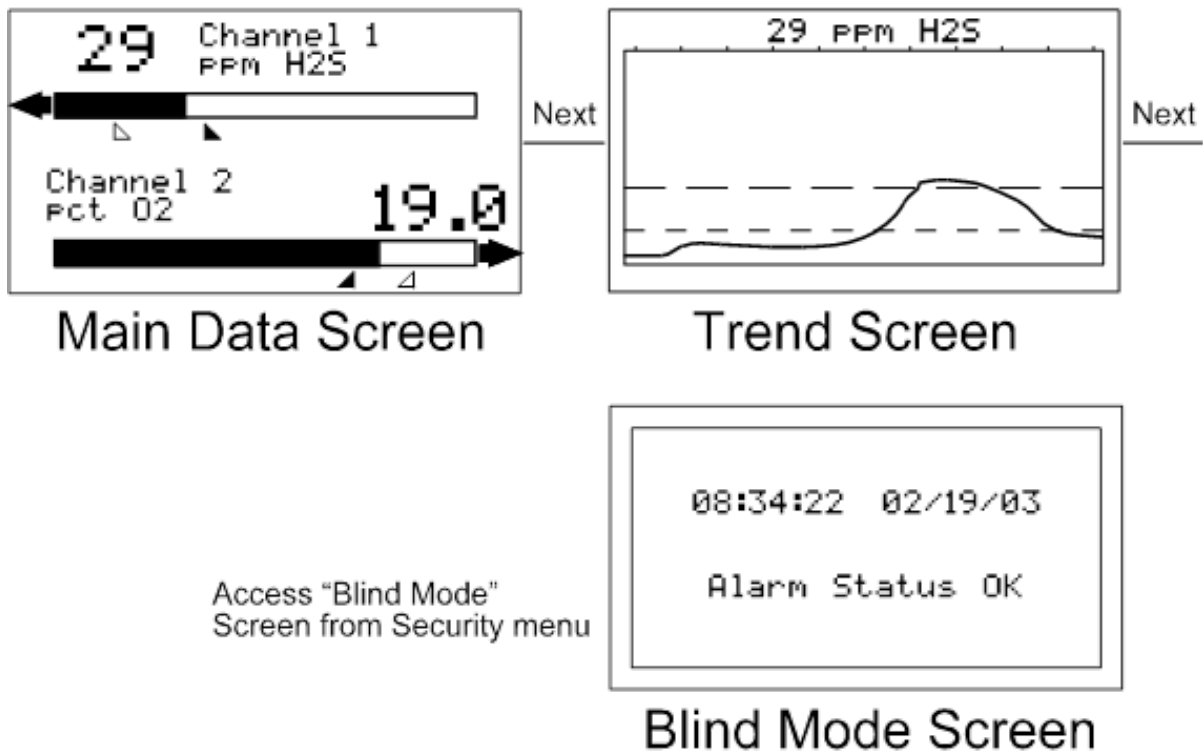 29 Channel 1
ppm H2S
Channel 2
pct O2 19.0
Main Data Screen
Next
29 ppm H2S
Trend Screen
Next
Access “Blind Mode”
Screen from Security menu
08:34:22 02/19/03
Alarm Status OK
Blind Mode Screen